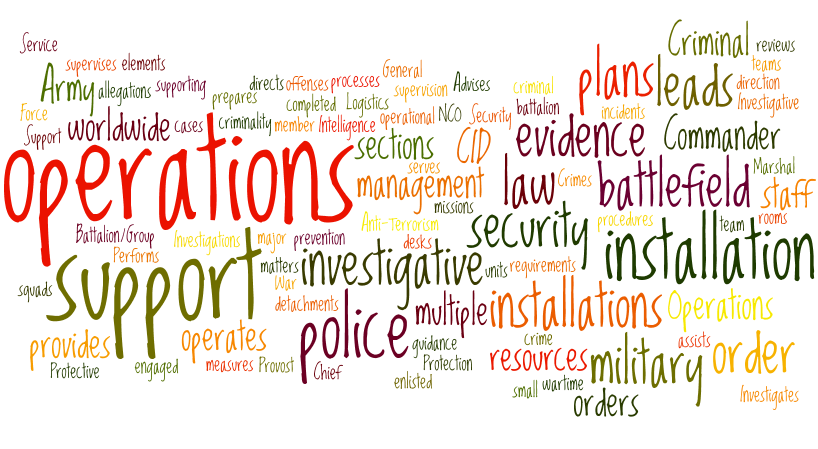 Service
supervises elements
Army allegations supporting
Force
Support worldwide cases
prepares
criminality
directs offenses processes
General
completed Logistics
supervision Advises
member Intelligence operational NCO Security
criminal
battalion
incidents
plans leads
Criminal reviews
teams
direction
Investigative
operations
sections CID
serves
management
missions
evidence Commander
law Crimes battlefield Marshal
staff
Battalion/Group
Performs
Investigations major prevention
Anti-Terrorism
desks
security procedures team rooms
squads support matters
War
detachments
investigative units requirements
installation
provides operates
Protective engaged measures Provost
police
Chief
multiple
guidance
Protection
enlisted
installations Operations
crime
resources
small wartime
orders
military assists
order
Investigates